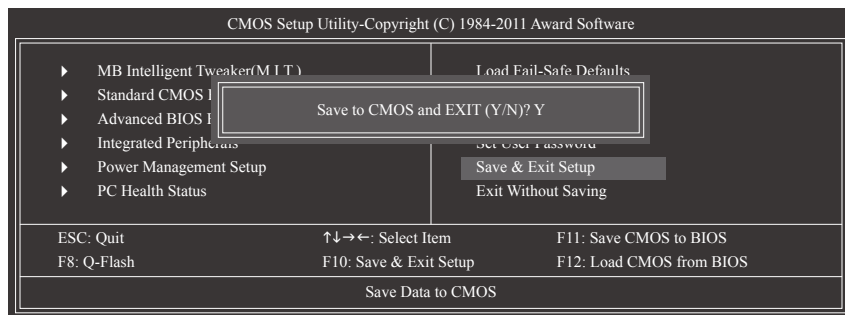 CMOS Setup Utility-Copyright (C) 1984-2011 Award Software
MB Intelligent Tweaker(M.I.T.)
Standard CMOS
Advanced BIOS
Integrated Peripherals
Power Management Setup
PC Health Status
Load Fail-Safe Defaults
Set User Password
Save & Exit Setup
Exit Without Saving
Save to CMOS and EXIT (Y/N)? Y
ESC: Quit
↑↓→←: Select Item
F11: Save CMOS to BIOS
F8: Q-Flash
F10: Save & Exit Setup
F12: Load CMOS from BIOS
Save Data to CMOS